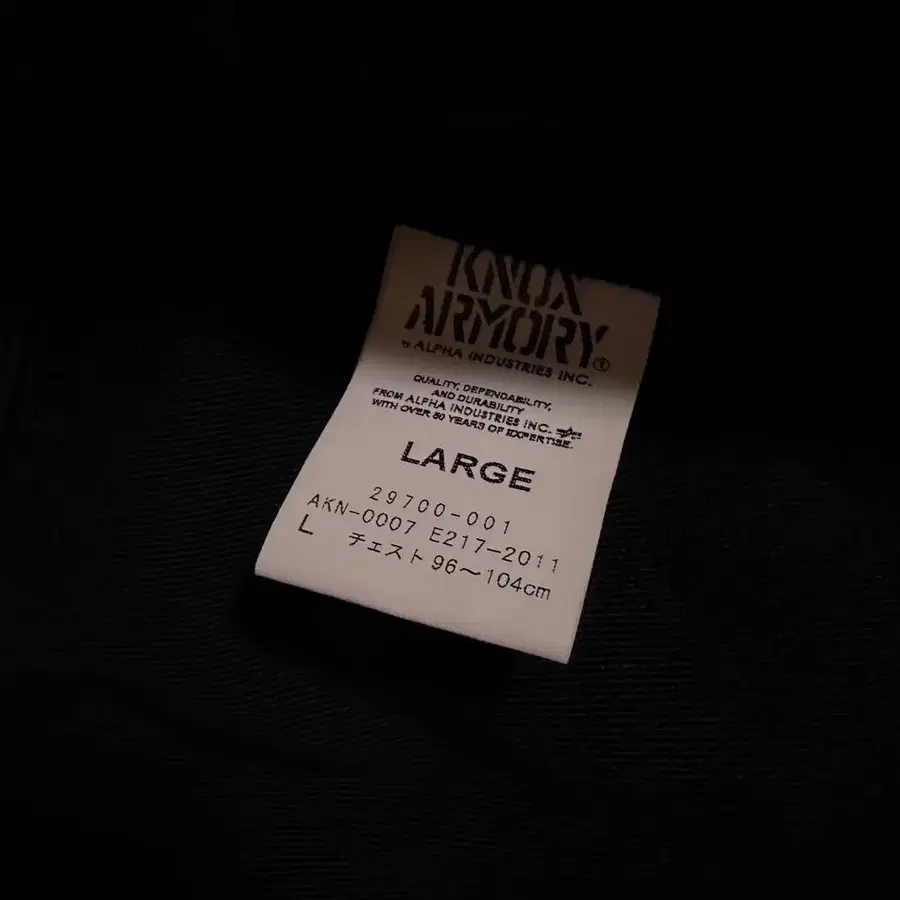 KNOX
ARMORY®
BY ALPHA INDUSTRIES INC.
QUALITY, DEPENDABILITY,
AND DURABILITY
FROM ALPHA INDUSTRIES INC.
WITH OVER 50 YEARS OF EXPERTISE.
LARGE
29700-001
AKN-0007 E217-2011
L チェスト96～104cm